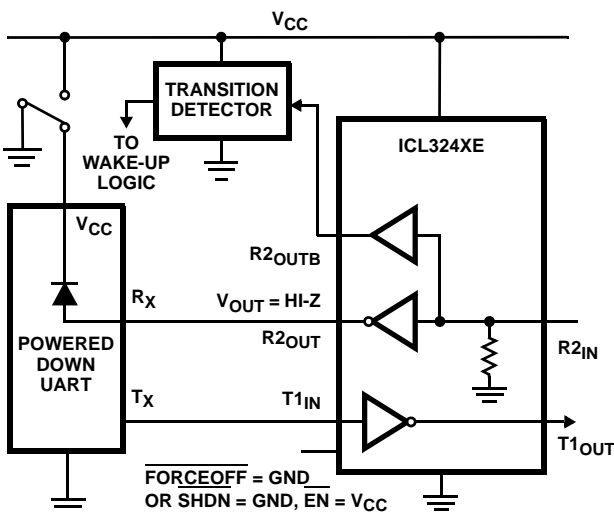 VCC
TRANSITION
DETECTOR
TO
WAKE-UP
LOGIC
ICL324XE
VCC
R2OUTB
RX
VOUT = HI-Z
R2OUT
R2IN
POWERED
DOWN
UART
TX
T1IN
T1OUT
FORCEOFF = GND
OR SHDN = GND, EN = VCC